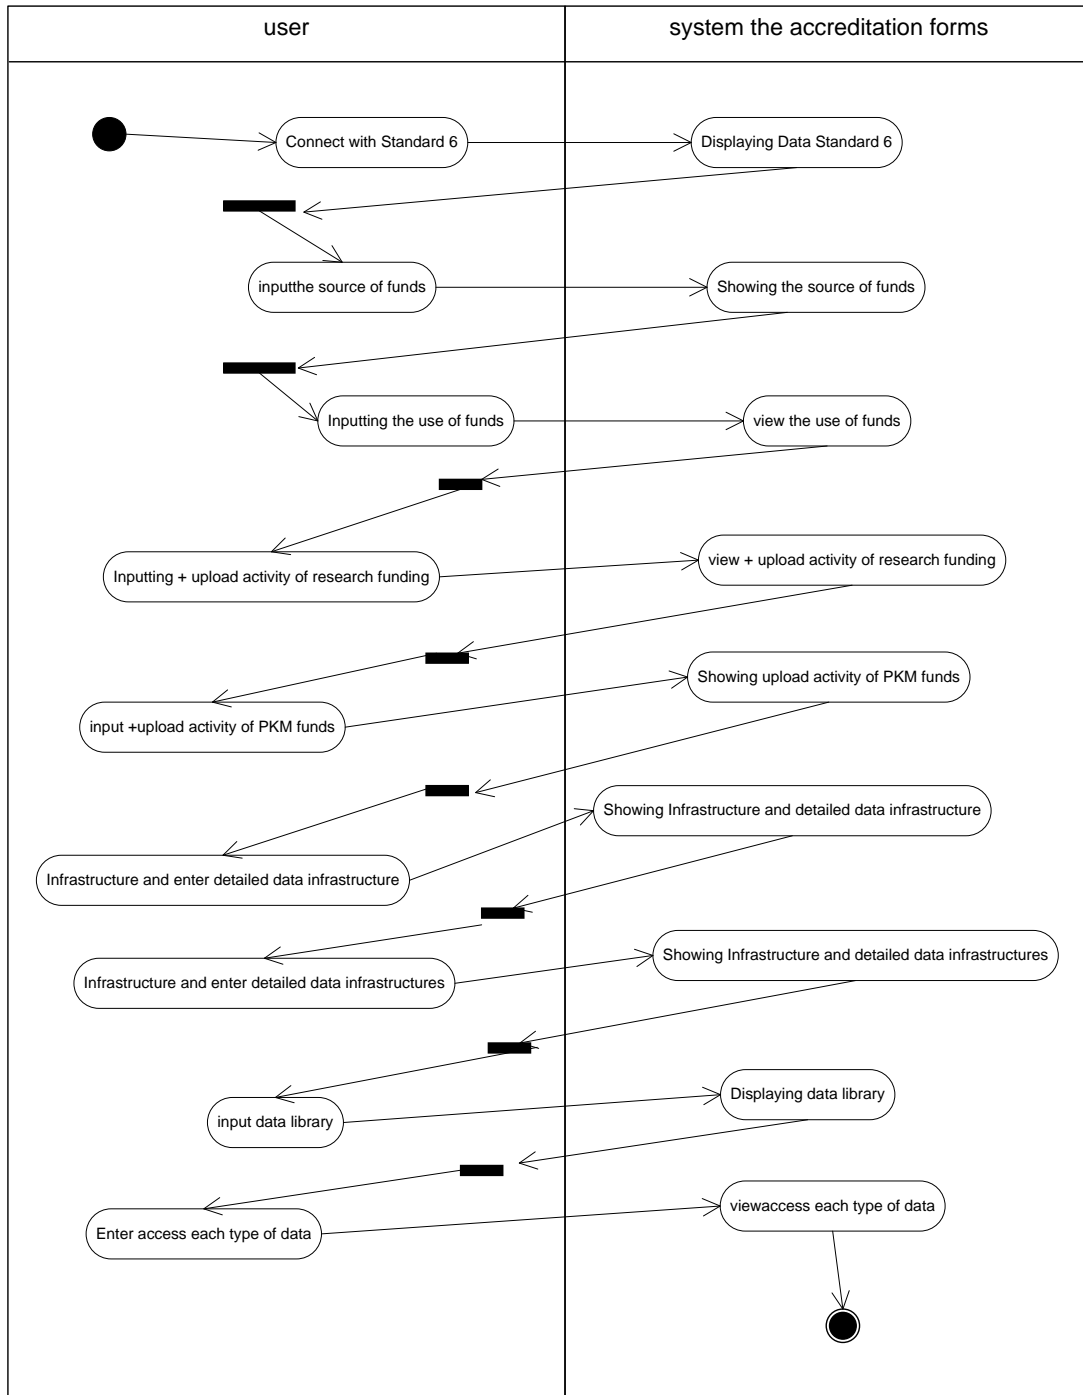 user
system the accreditation forms
Connect with Standard 6
Displaying Data Standard 6
inputthe source of funds
Showing the source of funds
Inputting the use of funds
view the use of funds
Inputting + upload activity of research funding
view + upload activity of research funding
input +upload activity of PKM funds
Showing upload activity of PKM funds
Infrastructure and enter detailed data infrastructure
Showing Infrastructure and detailed data infrastructure
Infrastructure and enter detailed data infrastructures
Showing Infrastructure and detailed data infrastructures
input data library
Displaying data library
Enter access each type of data
viewaccess each type of data